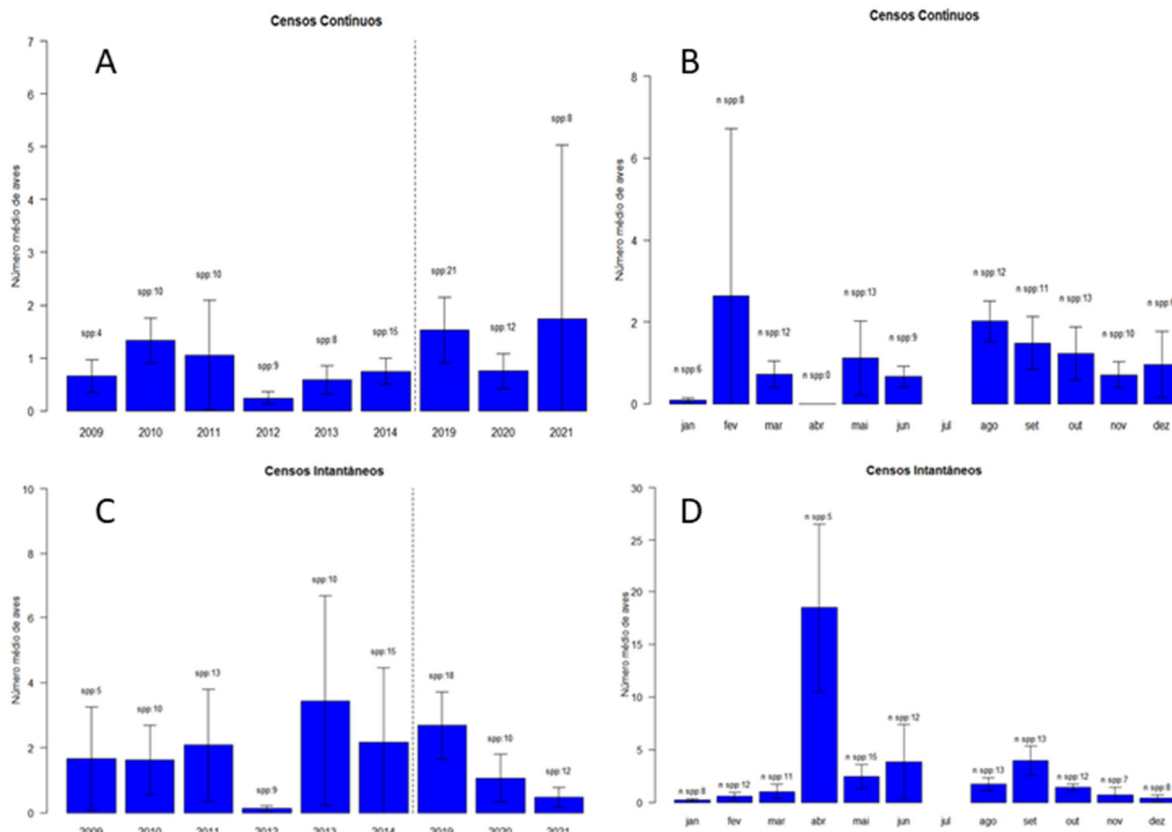 Censos Contínuos
A
Número médio de aves
7
6
5
4
3
2
1
0
spp:4
spp:10
spp:10
spp:9
spp:8
spp:15
spp:21
spp:12
spp:8
2009 2010 2011 2012 2013 2014 2019 2020 2021
Censos Contínuos
B
Número médio de aves
8
6
4
2
0
n spp:6
n spp:8
n spp:12
n spp:0
n spp:13
n spp:9
n spp:12
n spp:11
n spp:13
n spp:10
jan fev mar abr mai jun jul ago set out nov dez
Censos Intantâneos
C
Número médio de aves
10
8
6
4
2
0
spp:5
spp:10
spp:13
spp:9
spp:10
spp:15
spp:18
spp:10
spp:12
2009 2010 2011 2012 2013 2014 2019 2020 2021
Censos Intantâneos
D
Número médio de aves
30
25
20
15
10
5
0
n spp:8
n spp:12
n spp:11
n spp:5
n spp:15
n spp:12
n spp:13
n spp:13
n spp:12
n spp:7
n spp:8
jan fev mar abr mai jun jul ago set out nov dez